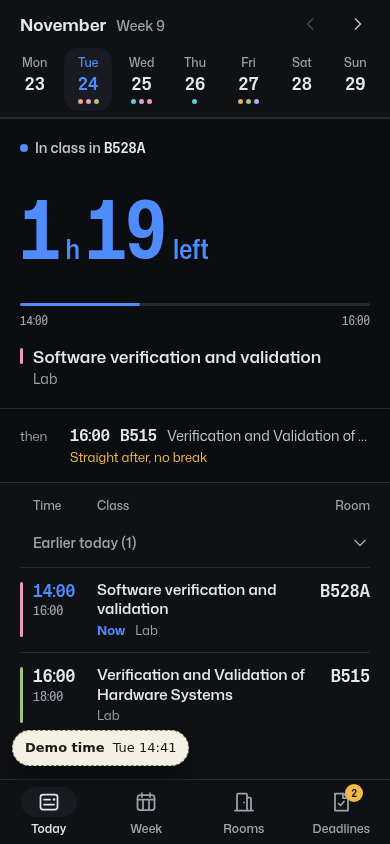 November Week 9
Mon Tue Wed Thu Fri Sat Sun
23 24 25 26 27 28 29
In class in B528A
1 h 19 left
14:00 16:00
Software verification and validation
Lab
then 16:00 B515 Verification and Validation of ...
Straight after, no break
Time Class Room
Earlier today (1)
14:00 Software verification and B528A
16:00 validation
Now Lab
16:00 Verification and Validation of B515
18:00 Hardware Systems
Lab
Demo time Tue 14:41
2
Today Week Rooms Deadlines